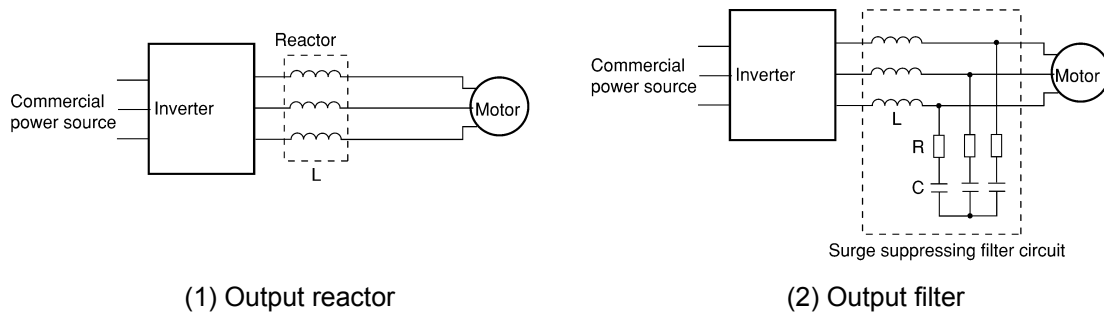 Reactor
Commercial
power source
Inverter
Motor
L
(1) Output reactor
Commercial
power source
Inverter
Motor
L
R
C
Surge suppressing filter circuit
(2) Output filter